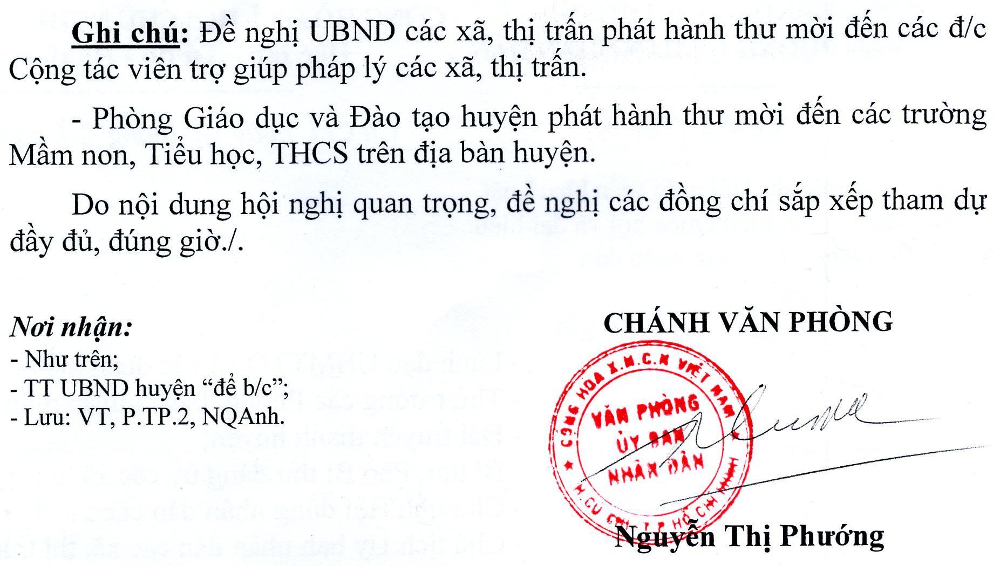 Ghi chú: Đề nghị UBND các xã, thị trấn phát hành thư mời đến các đ/c
Cộng tác viên trợ giúp pháp lý các xã, thị trấn.
- Phòng Giáo dục và Đào tạo huyện phát hành thư mời đến các trường
Mầm non, Tiểu học, THCS trên địa bàn huyện.
Do nội dung hội nghị quan trọng, đề nghị các đồng chí sắp xếp tham dự
đầy đủ, đúng giờ./.
Nơi nhận:
- Như trên;
- TT UBND huyện “để b/c”;
- Lưu: VT, P.TP.2, NQAnh.
CHÁNH VĂN PHÒNG
CỘNG HÒA X.H.C.N VIỆT NAM
VĂN PHÒNG
ỦY BAN
NHÂN DÂN
H.CỦ CHI - T.P HỒ CHÍ MINH
Nguyễn Thị Phướng